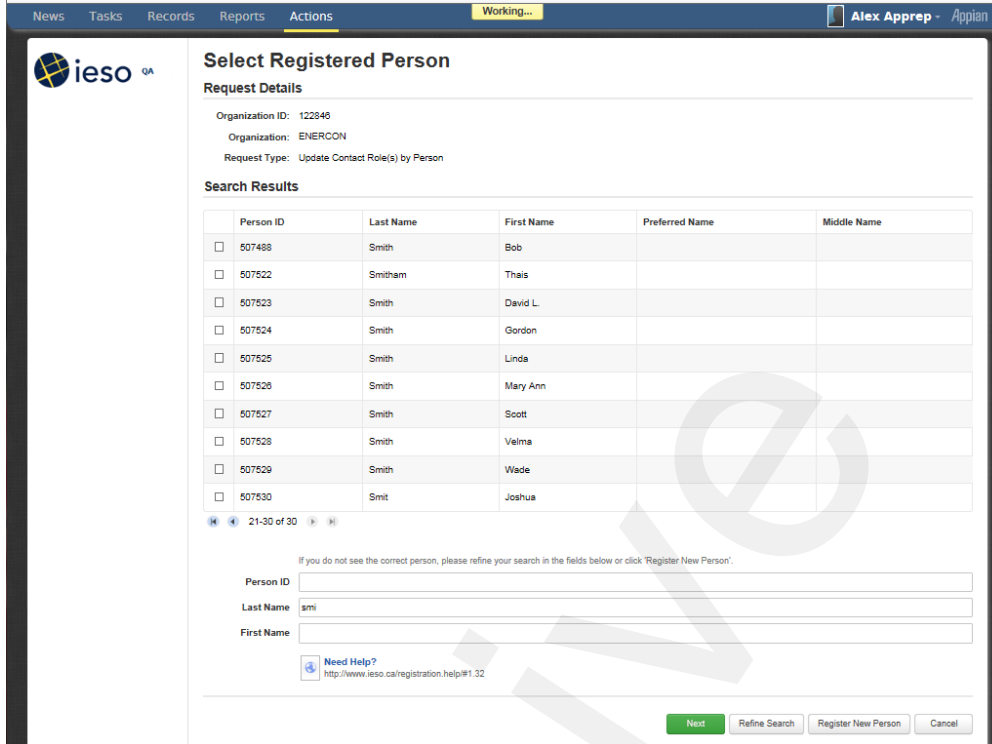 News Tasks Records Reports Actions Working... Alex Apprep Appian
ieso QA
Select Registered Person
Request Details
Organization ID: 122846
Organization: ENERCON
Request Type: Update Contact Role(s) by Person
Search Results
Person ID Last Name First Name Preferred Name Middle Name
507488 Smith Bob
507522 Smitham Thais
507523 Smith David L.
507524 Smith Gordon
507525 Smith Linda
507526 Smith Mary Ann
507527 Smith Scott
507528 Smith Velma
507529 Smith Wade
507530 Smit Joshua
21-30 of 30
If you do not see the correct person, please refine your search in the fields below or click 'Register New Person'.
Person ID
Last Name smi
First Name
Need Help?
http://www.ieso.ca/registration.help/#1.32
Next Refine Search Register New Person Cancel
ive